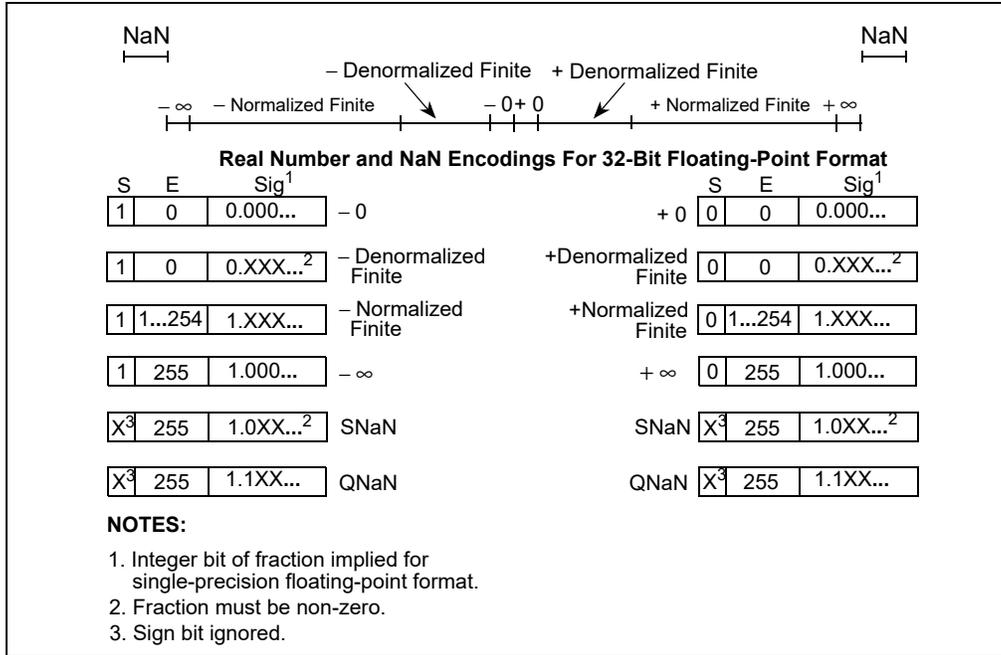 NaN NaN
– Denormalized Finite + Denormalized Finite
– ∞ – Normalized Finite – 0 + 0 + Normalized Finite + ∞
Real Number and NaN Encodings For 32-Bit Floating-Point Format
S E Sig1 S E Sig1
1 0 0.000... – 0 + 0 0 0 0.000...
1 0 0.XXX...2 – Denormalized Finite +Denormalized Finite 0 0 0.XXX...2
1 1...254 1.XXX... – Normalized Finite +Normalized Finite 0 1...254 1.XXX...
1 255 1.000... – ∞ + ∞ 0 255 1.000...
X3 255 1.0XX...2 SNaN SNaN X3 255 1.0XX...2
X3 255 1.1XX... QNaN QNaN X3 255 1.1XX...
NOTES:
1. Integer bit of fraction implied for
single-precision floating-point format.
2. Fraction must be non-zero.
3. Sign bit ignored.